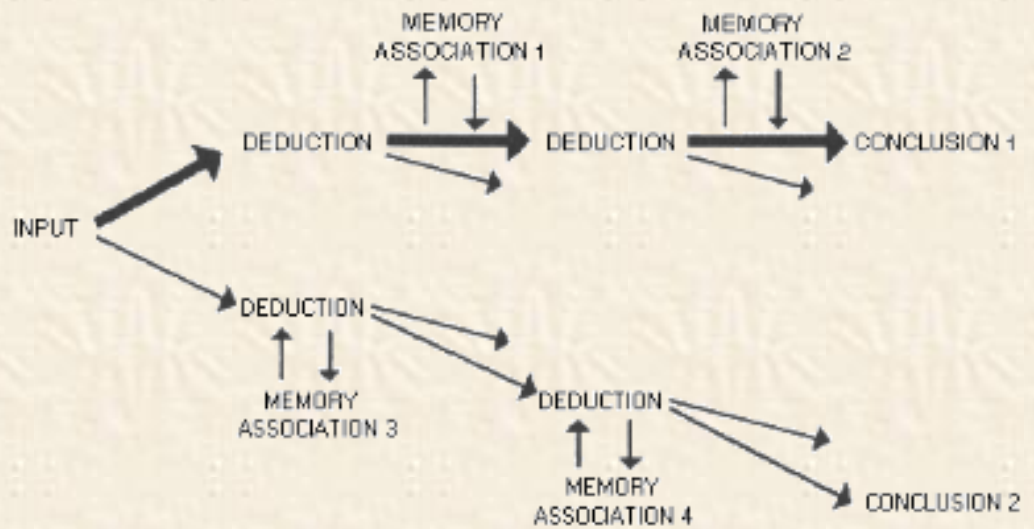 MEMORY
ASSOCIATION 1
MEMORY
ASSOCIATION 2
DEDUCTION
DEDUCTION
CONCLUSION 1
INPUT
DEDUCTION
MEMORY
ASSOCIATION 3
DEDUCTION
MEMORY
ASSOCIATION 4
CONCLUSION 2